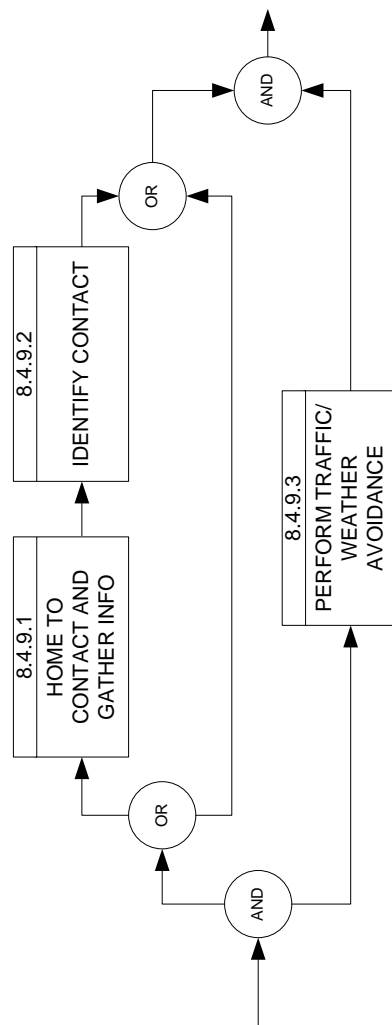 AND
OR
8.4.9.1
HOME TO
CONTACT AND
GATHER INFO
8.4.9.2
IDENTIFY CONTACT
OR
8.4.9.3
PERFORM TRAFFIC/
WEATHER
AVOIDANCE
AND